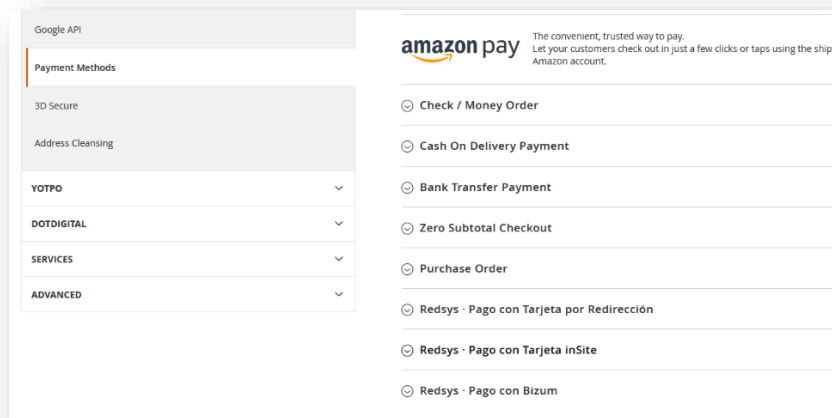 Google API
Payment Methods
3D Secure
Address Cleansing
YOTPO
DOTDIGITAL
SERVICES
ADVANCED
amazon pay
The convenient, trusted way to pay.
Let your customers check out in just a few clicks or taps using the ship
Amazon account.
Check / Money Order
Cash On Delivery Payment
Bank Transfer Payment
Zero Subtotal Checkout
Purchase Order
Redsys · Pago con Tarjeta por Redirección
Redsys · Pago con Tarjeta inSite
Redsys · Pago con Bizum